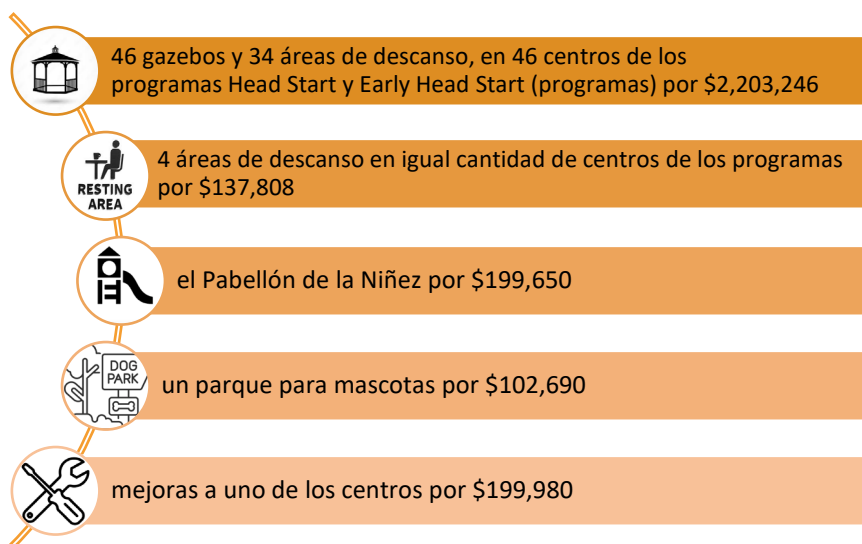 46 gazebos y 34 áreas de descanso, en 46 centros de los
programas Head Start y Early Head Start (programas) por $2,203,246
RESTING
AREA
4 áreas de descanso en igual cantidad de centros de los programas
por $137,808
el Pabellón de la Niñez por $199,650
DOG
PARK
un parque para mascotas por $102,690
mejoras a uno de los centros por $199,980